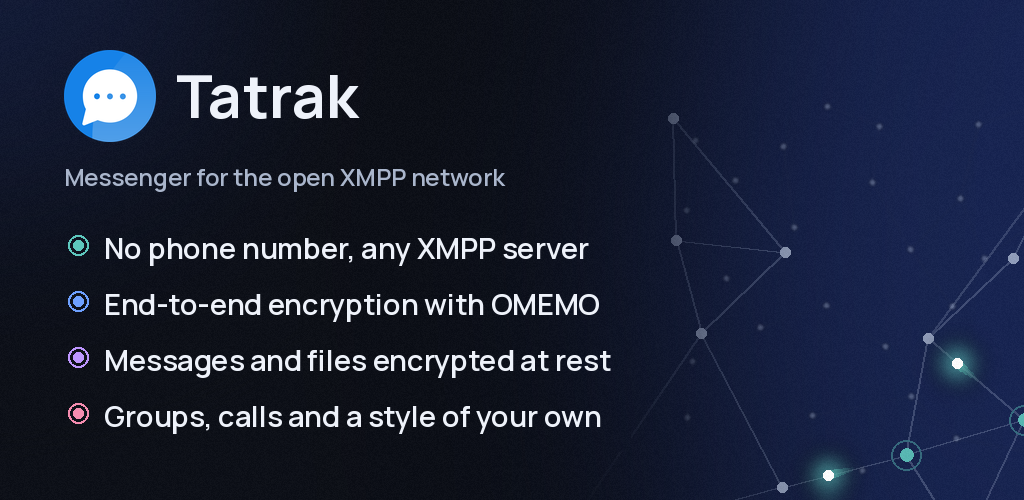 Tatrak
Messenger for the open XMPP network
No phone number, any XMPP server
End-to-end encryption with OMEMO
Messages and files encrypted at rest
Groups, calls and a style of your own